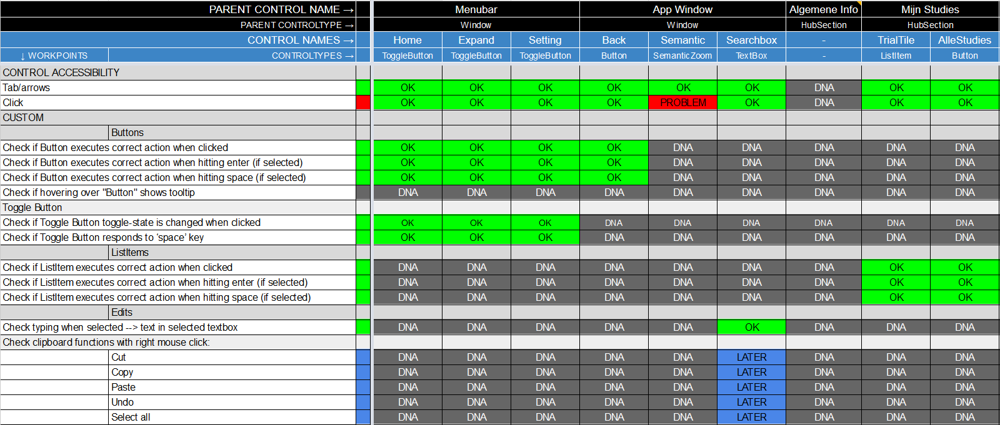 PARENT CONTROL NAME → Menubar App Window Algemene Info Mijn Studies
PARENT CONTROLTYPE → Window Window HubSection HubSection
CONTROL NAMES → Home Expand Setting Back Semantic Searchbox - TrialTile AlleStudies
↓ WORKPOINTS CONTROLTYPES → ToggleButton ToggleButton ToggleButton Button SemanticZoom TextBox - ListItem Button
CONTROL ACCESSIBILITY
Tab/arrows OK OK OK OK OK OK DNA OK OK
Click OK OK OK OK PROBLEM OK DNA OK OK
CUSTOM
Buttons
Check if Button executes correct action when clicked OK OK OK OK DNA DNA DNA DNA DNA
Check if Button executes correct action when hitting enter (if selected) OK OK OK OK DNA DNA DNA DNA DNA
Check if Button executes correct action when hitting space (if selected) OK OK OK OK DNA DNA DNA DNA DNA
Check if hovering over "Button" shows tooltip DNA DNA DNA DNA DNA DNA DNA DNA DNA
Toggle Button
Check if Toggle Button toggle-state is changed when clicked OK OK OK DNA DNA DNA DNA DNA DNA
Check if Toggle Button responds to ‘space’ key OK OK OK DNA DNA DNA DNA DNA DNA
ListItems
Check if ListItem executes correct action when clicked DNA DNA DNA DNA DNA DNA DNA OK OK
Check if ListItem executes correct action when hitting enter (if selected) DNA DNA DNA DNA DNA DNA DNA OK OK
Check if ListItem executes correct action when hitting space (if selected) DNA DNA DNA DNA DNA DNA DNA OK OK
Edits
Check typing when selected --> text in selected textbox DNA DNA DNA DNA DNA OK DNA DNA DNA
Check clipboard functions with right mouse click:
Cut DNA DNA DNA DNA DNA LATER DNA DNA DNA
Copy DNA DNA DNA DNA DNA LATER DNA DNA DNA
Paste DNA DNA DNA DNA DNA LATER DNA DNA DNA
Undo DNA DNA DNA DNA DNA LATER DNA DNA DNA
Select all DNA DNA DNA DNA DNA LATER DNA DNA DNA